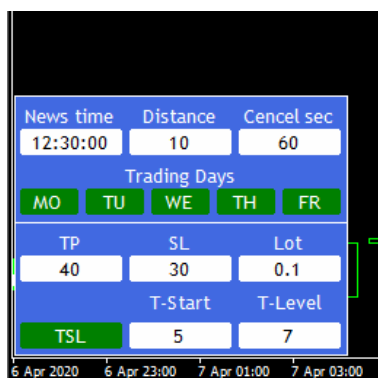 News time Distance Cencel sec
12:30:00 10 60
Trading Days
MO TU WE TH FR
TP SL Lot
40 30 0.1
T-Start T-Level
TSL 5 7
6 Apr 2020 6 Apr 23:00 7 Apr 01:00 7 Apr 03:00